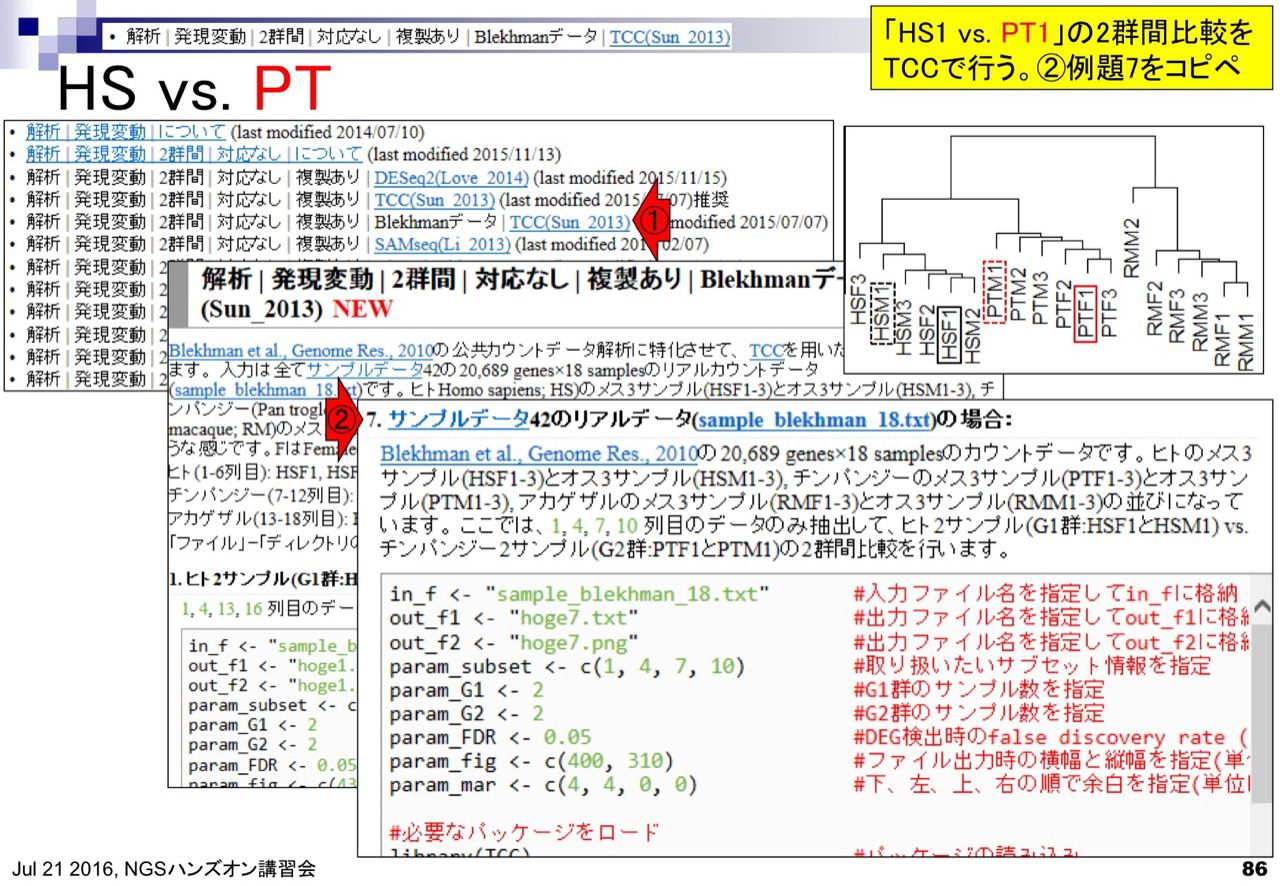 • 解析 | 発現変動 | 2群間 | 対応なし | 複製あり | Blekhmanデータ | TCC(Sun_2013)
「HS1 vs. PT1」の2群間比較を
TCCで行う。②例題7をコピペ
HS vs. PT
• 解析 | 発現変動 | について (last modified 2014/07/10)
• 解析 | 発現変動 | 2群間 | 対応なし | について (last modified 2015/11/13)
• 解析 | 発現変動 | 2群間 | 対応なし | 複製あり | DESeq2(Love_2014) (last modified 2015/11/15)
• 解析 | 発現変動 | 2群間 | 対応なし | 複製あり | TCC(Sun_2013) (last modified 2015/07/07)推奨
• 解析 | 発現変動 | 2群間 | 対応なし | 複製あり | Blekhmanデータ | TCC(Sun_2013) ① modified 2015/07/07)
• 解析 | 発現変動 | 2群間 | 対応なし | 複製あり | SAMseq(Li_2013) (last modified 201 02/07)
• 解析 | 発現変動 | 2
• 解析 | 発現変動 | 2
• 解析 | 発現変動 | 2
• 解析 | 発現変動 | 2
• 解析 | 発現変動 | 2
• 解析 | 発現変動 | 2
HSF3
HSM1
HSM3
HSF2
HSF1
HSM2
PTM1
PTM2
PTM3
PTF2
PTF1
PTF3
RMM2
RMF2
RMF3
RMM3
RMF1
RMM1
解析 | 発現変動 | 2群間 | 対応なし | 複製あり | Blekhmanデ
(Sun_2013) NEW
Blekhman et al., Genome Res., 2010の公共カウントデータ解析に特化させて、TCCを用いた
ます。入力は全てサンプルデータ42の20,689 genes×18 samplesのリアルカウントデータ
(sample_blekhman_18.txt)です。ヒトHomo sapiens; HS)のメス3サンプル(HSF1-3)とオス3サンプル(HSM1-3), チ
ンパンジー(Pan trogl
macaque; RM)のメス
うな感じです。FはFemale
ヒト(1-6列目): HSF1, HSF
チンパンジー(7-12列目):
アカゲザル(13-18列目):
「ファイル」−「ディレクトリの
1. ヒト2サンプル(G1群:H
1, 4, 13, 16 列目のデー
in_f <- "sample_b
out_f1 <- "hoge1.
out_f2 <- "hoge1.
param_subset <- c
param_G1 <- 2
param_G2 <- 2
param_FDR <- 0.05
param_fig <- c(43
②
7. サンプルデータ42のリアルデータ(sample_blekhman_18.txt)の場合:
Blekhman et al., Genome Res., 2010の 20,689 genes×18 samplesのカウントデータです。ヒトのメス3
サンプル(HSF1-3)とオス3サンプル(HSM1-3), チンパンジーのメス3サンプル(PTF1-3)とオス3サン
プル(PTM1-3), アカゲザルのメス3サンプル(RMF1-3)とオス3サンプル(RMM1-3)の並びになって
います。ここでは、1, 4, 7, 10 列目のデータのみ抽出して、ヒト2サンプル(G1群:HSF1とHSM1) vs.
チンパンジー2サンプル(G2群:PTF1とPTM1)の2群間比較を行います。
in_f <- "sample_blekhman_18.txt" #入力ファイル名を指定してin_fに格納
out_f1 <- "hoge7.txt" #出力ファイル名を指定してout_f1に格納
out_f2 <- "hoge7.png" #出力ファイル名を指定してout_f2に格納
param_subset <- c(1, 4, 7, 10) #取り扱いたいサブセット情報を指定
param_G1 <- 2 #G1群のサンプル数を指定
param_G2 <- 2 #G2群のサンプル数を指定
param_FDR <- 0.05 #DEG検出時のfalse discovery rate (
param_fig <- c(400, 310) #ファイル出力時の横幅と縦幅を指定(単
param_mar <- c(4, 4, 0, 0) #下、左、上、右の順で余白を指定(単位
#必要なパッケージをロード
library(TCC) #パッケージの読み込み
Jul 21 2016, NGSハンズオン講習会
86